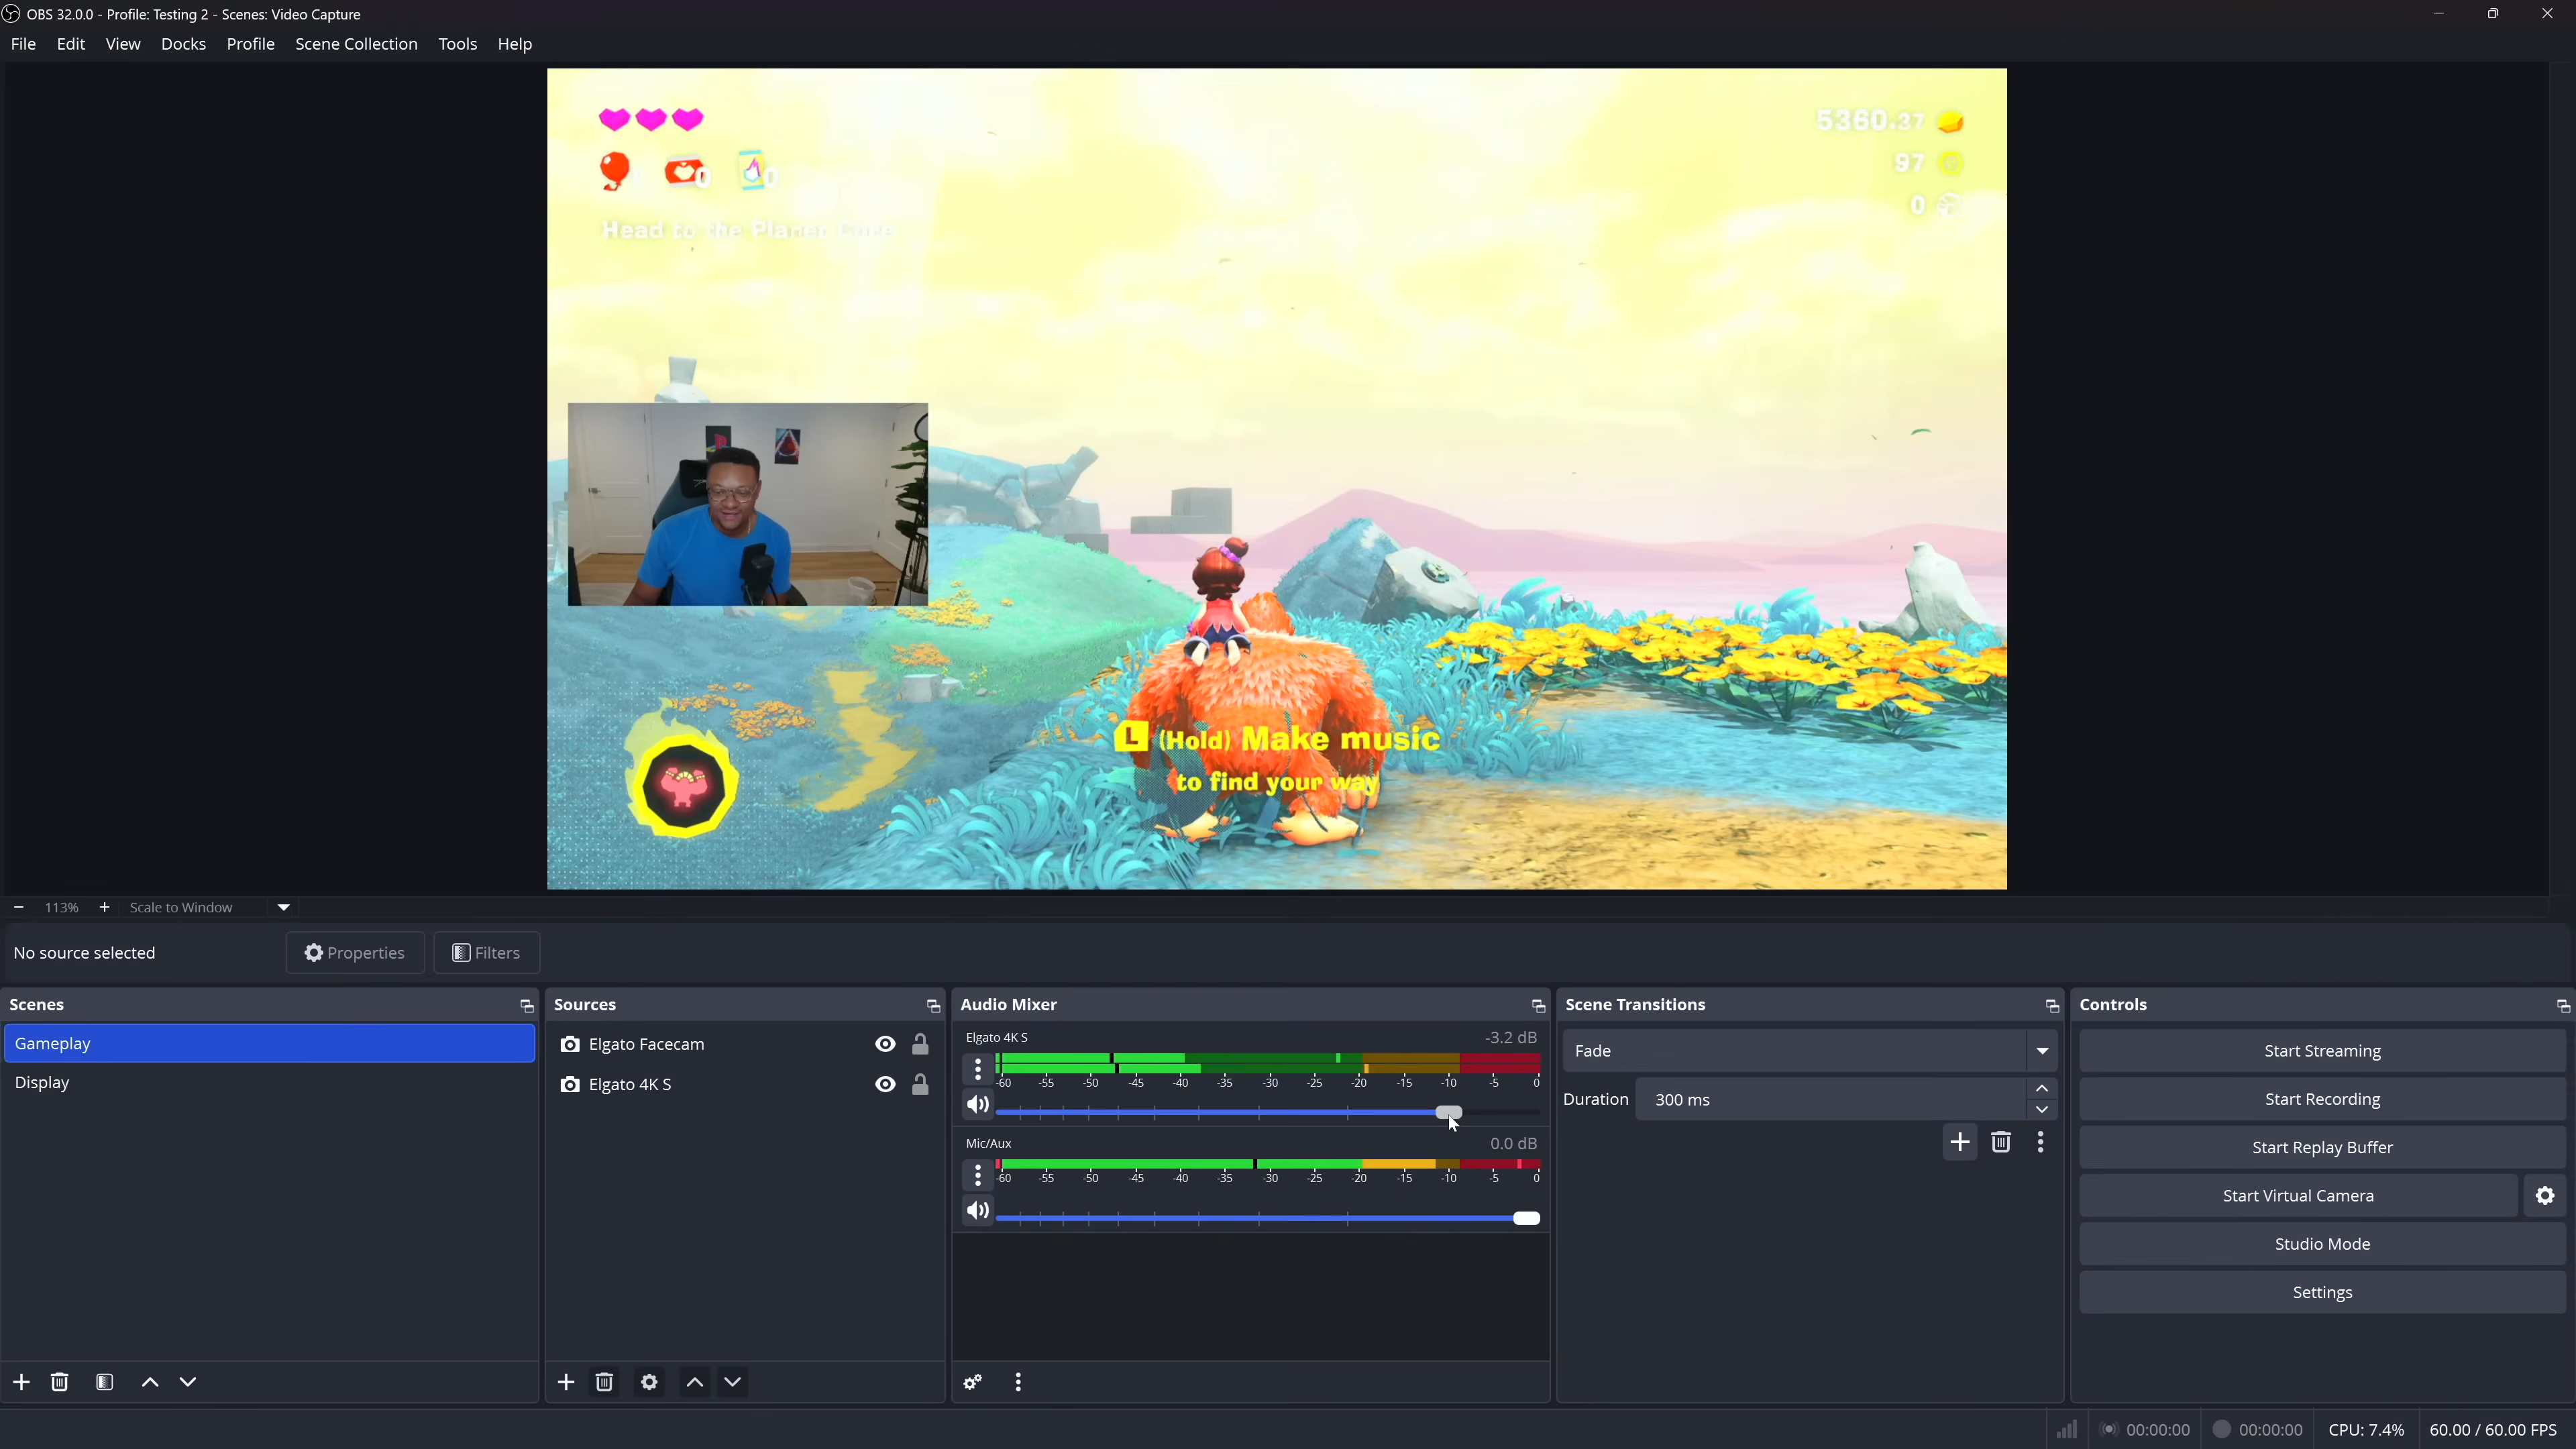 OBS 32.0.0 - Profile: Testing 2 - Scenes: Video Capture
File Edit View Docks Profile Scene Collection Tools Help
5360.37
97
0 0
0
Head to the Planet Core
L (Hold) Make music
to find your way
113% Scale to Window
No source selected Properties Filters
Scenes
Gameplay
Display
Sources
Elgato Facecam
Elgato 4K S
Audio Mixer
Elgato 4K S -3.2 dB
-60 -55 -50 -45 -40 -35 -30 -25 -20 -15 -10 -5 0
Mic/Aux 0.0 dB
-60 -55 -50 -45 -40 -35 -30 -25 -20 -15 -10 -5 0
Scene Transitions
Fade
Duration 300 ms
Controls
Start Streaming
Start Recording
Start Replay Buffer
Start Virtual Camera
Studio Mode
Settings
00:00:00 00:00:00 CPU: 7.4% 60.00 / 60.00 FPS